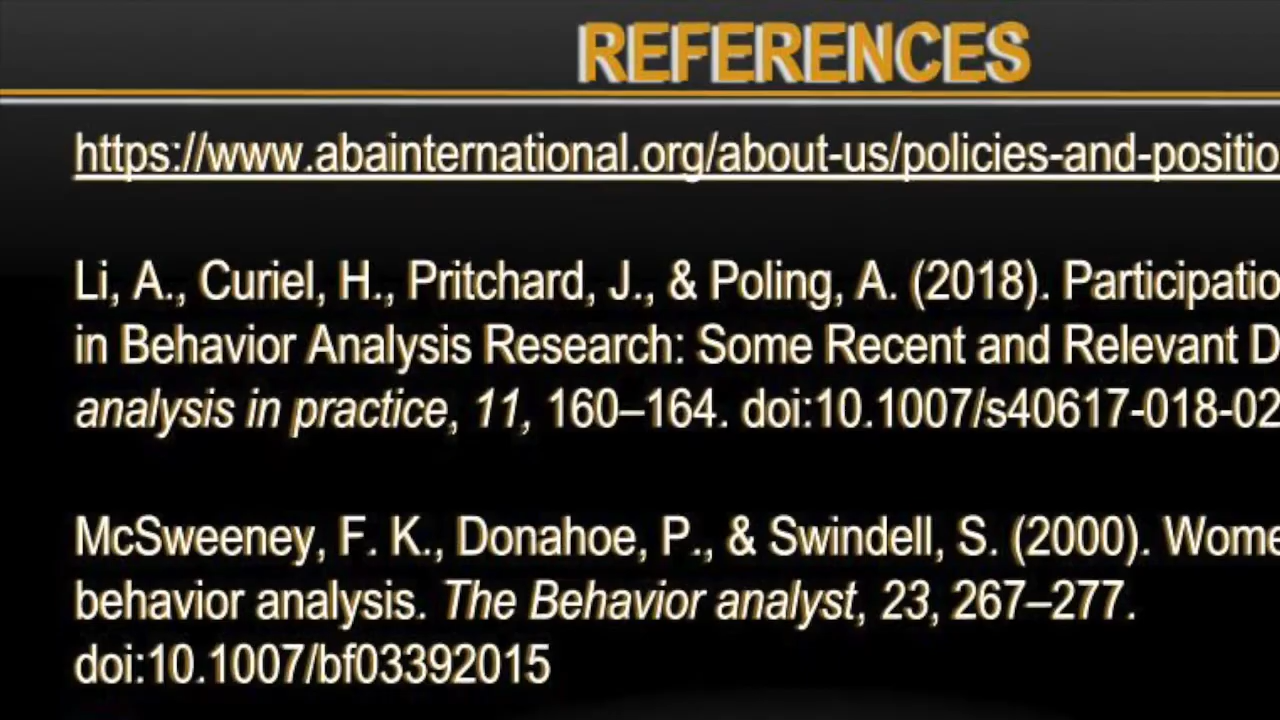 REFERENCES
https://www.abainternational.org/about-us/policies-and-positio
Li, A., Curiel, H., Pritchard, J., & Poling, A. (2018). Participatio
in Behavior Analysis Research: Some Recent and Relevant D
analysis in practice, 11, 160–164. doi:10.1007/s40617-018-02
McSweeney, F. K., Donahoe, P., & Swindell, S. (2000). Wome
behavior analysis. The Behavior analyst, 23, 267–277.
doi:10.1007/bf03392015